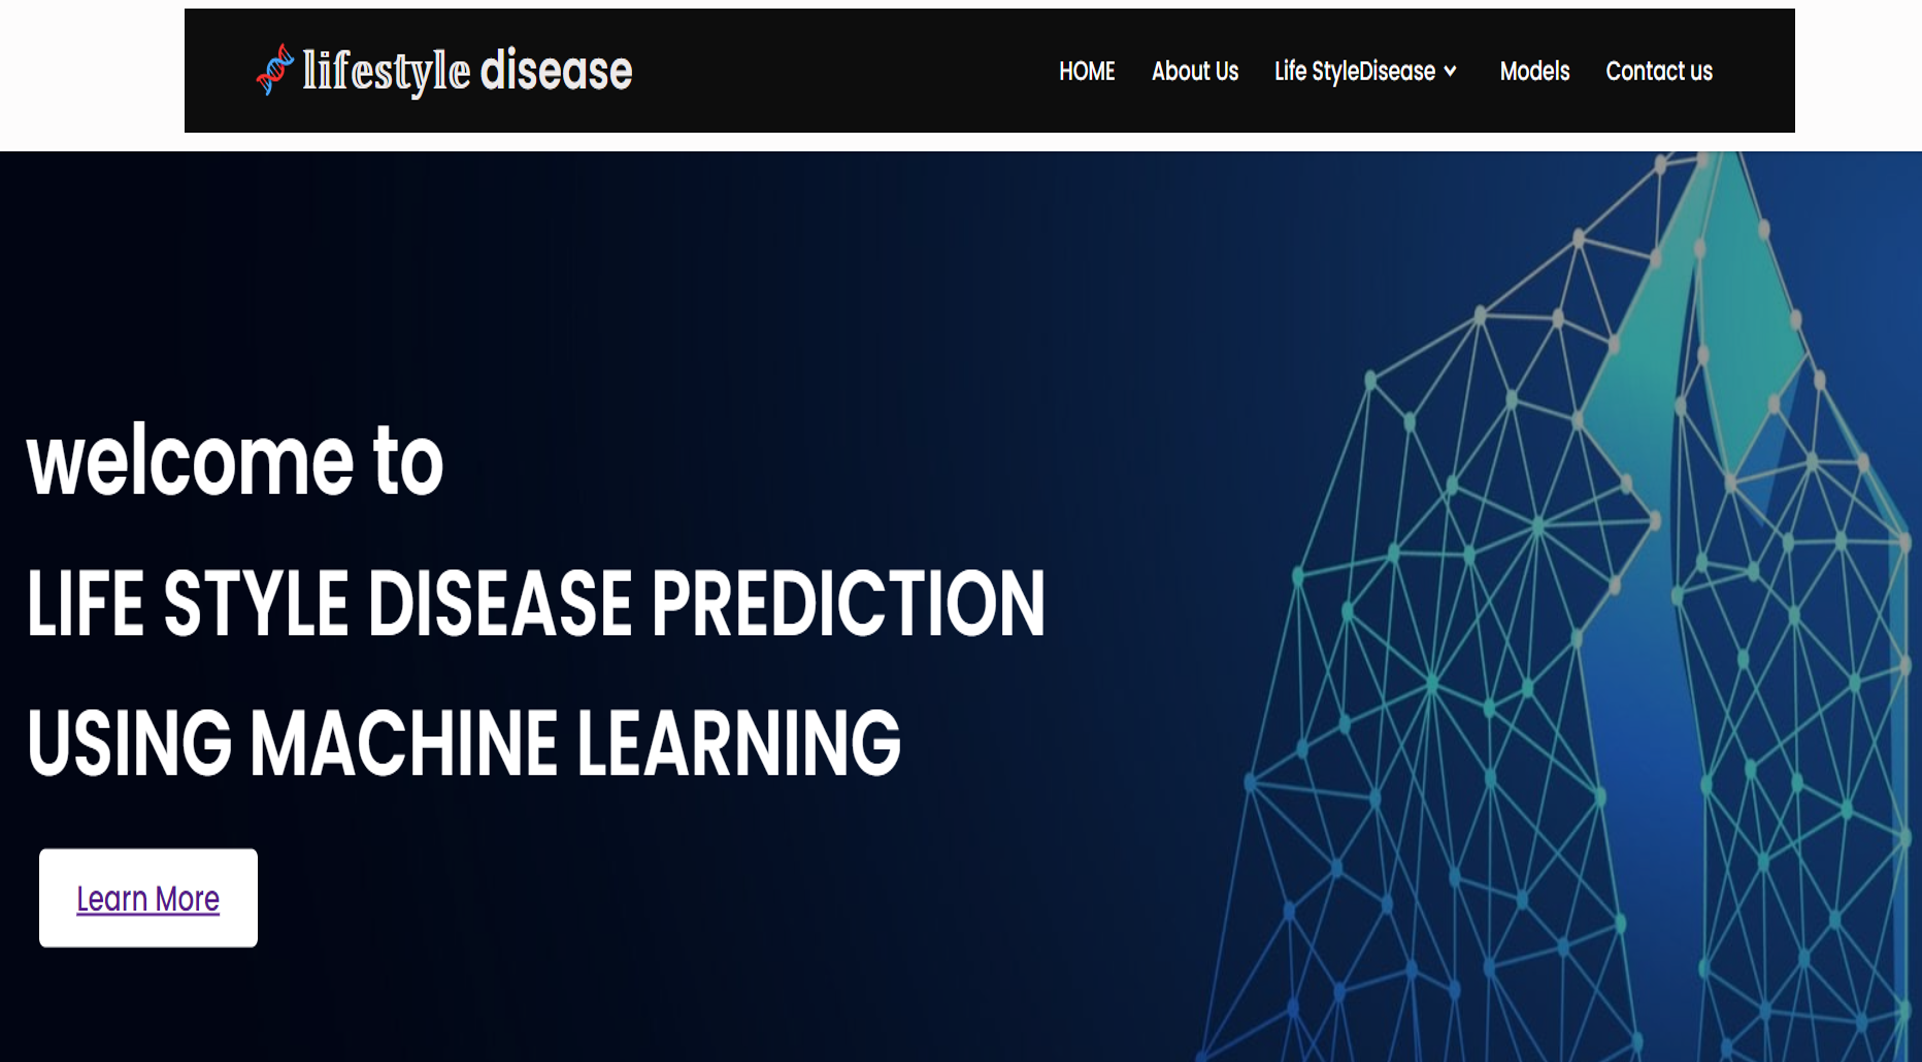 lifestyle disease
HOME About Us Life StyleDisease Models Contact us
welcome to
LIFE STYLE DISEASE PREDICTION
USING MACHINE LEARNING
Learn More